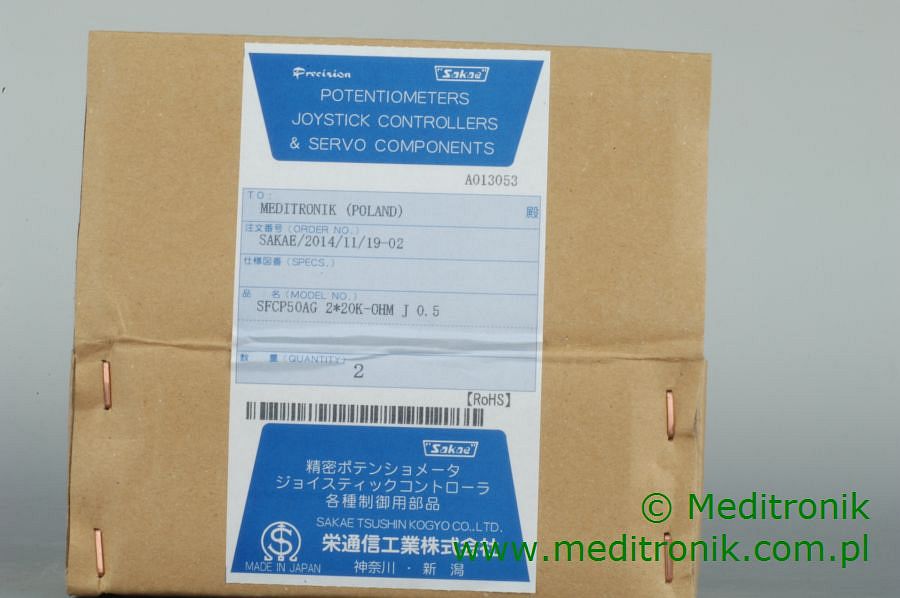 Precision "Sakae"
POTENTIOMETERS
JOYSTICK CONTROLLERS
& SERVO COMPONENTS
A013053
TO:
MEDITRONIK (POLAND) 殿
注文番号 (ORDER NO.)
SAKAE/2014/11/19-02
仕様図番 (SPECS.)
品 名 (MODEL NO.)
SFCP50AG 2*20K-OHM J 0.5
数 量 (QUANTITY)
2
【RoHS】
"Sakae"
精密ポテンショメータ
ジョイスティックコントローラ
各種制御用部品
SAKAE TSUSHIN KOGYO CO.,LTD.
栄通信工業株式会社
MADE IN JAPAN 神奈川・新潟
© Meditronik
www.meditronik.com.pl